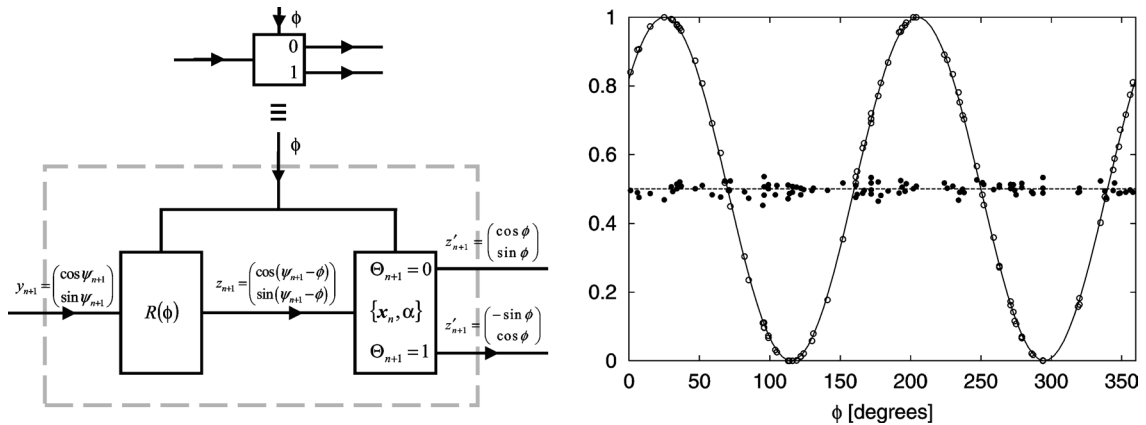 ϕ
0
1
≡
ϕ
y_{n+1} = (cos ψ_{n+1}
sin ψ_{n+1})
R(ϕ)
z_{n+1} = (cos(ψ_{n+1} − ϕ)
sin(ψ_{n+1} − ϕ))
Θ_{n+1} = 0
{x_n, α}
Θ_{n+1} = 1
z′_{n+1} = (cos ϕ
sin ϕ)
z′_{n+1} = (−sin ϕ
cos ϕ)
1
0.8
0.6
0.4
0.2
0
0 50 100 150 200 250 300 350
ϕ [degrees]